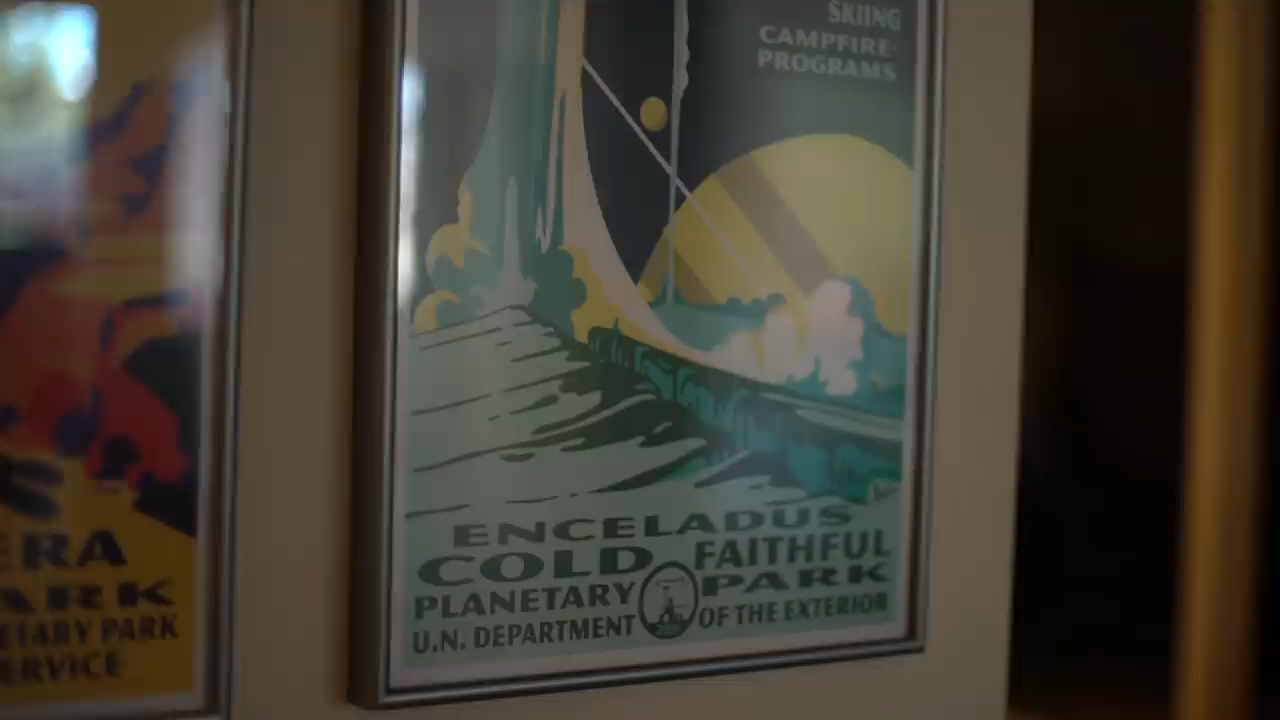 SKIING
CAMPFIRE
PROGRAMS
ENCELADUS
COLD FAITHFUL
PLANETARY PARK
U.N. DEPARTMENT OF THE EXTERIOR
S
ERA
ARK
ETARY PARK
ERVICE